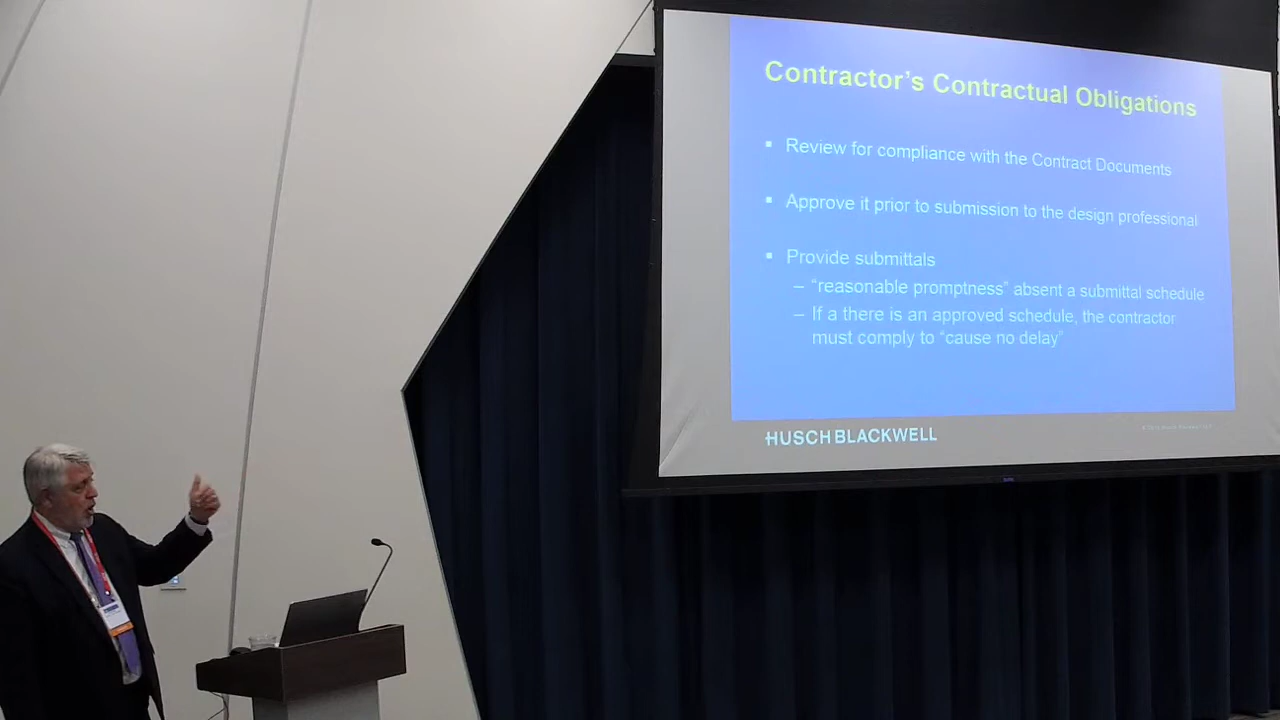 Contractor's Contractual Obligations
▪ Review for compliance with the Contract Documents
▪ Approve it prior to submission to the design professional
▪ Provide submittals
– “reasonable promptness” absent a submittal schedule
– If a there is an approved schedule, the contractor
must comply to “cause no delay”
HUSCH BLACKWELL